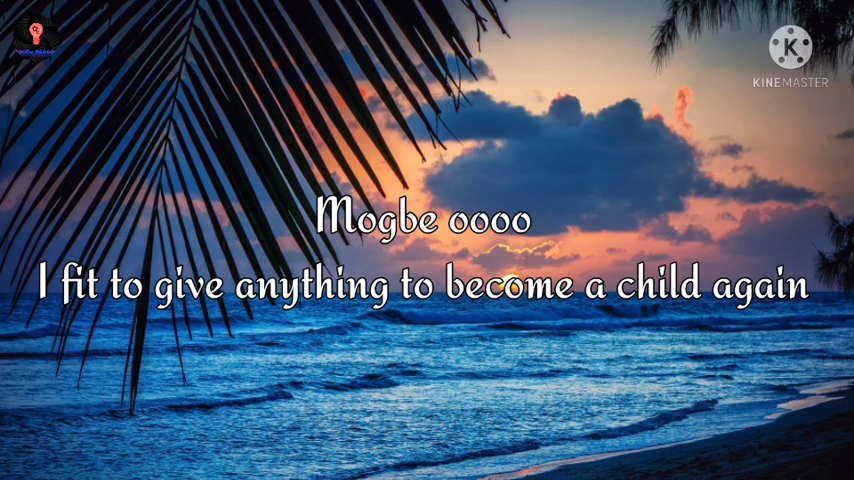 KINEMASTER
Mogbe oooo
I fit to give anything to become a child again